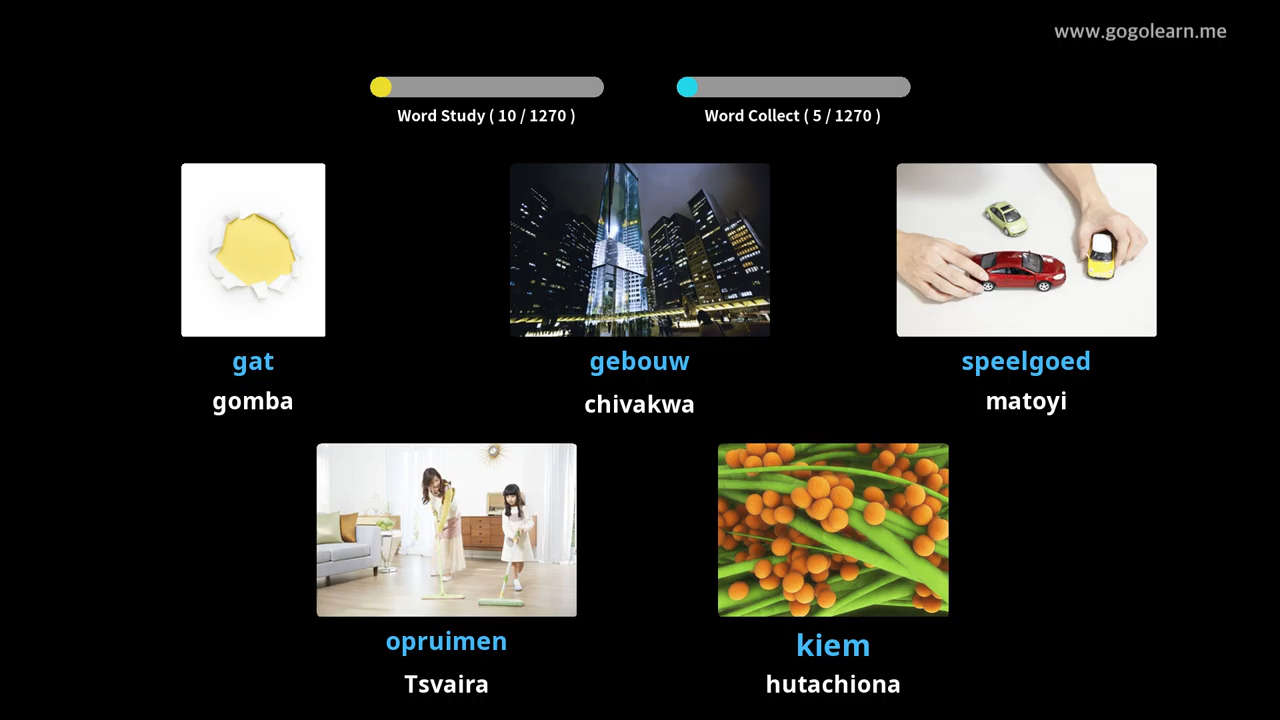 www.gogolearn.me
Word Study ( 10 / 1270 )
Word Collect ( 5 / 1270 )
gat
gomba
gebouw
chivakwa
speelgoed
matoyi
opruimen
Tsvaira
kiem
hutachiona